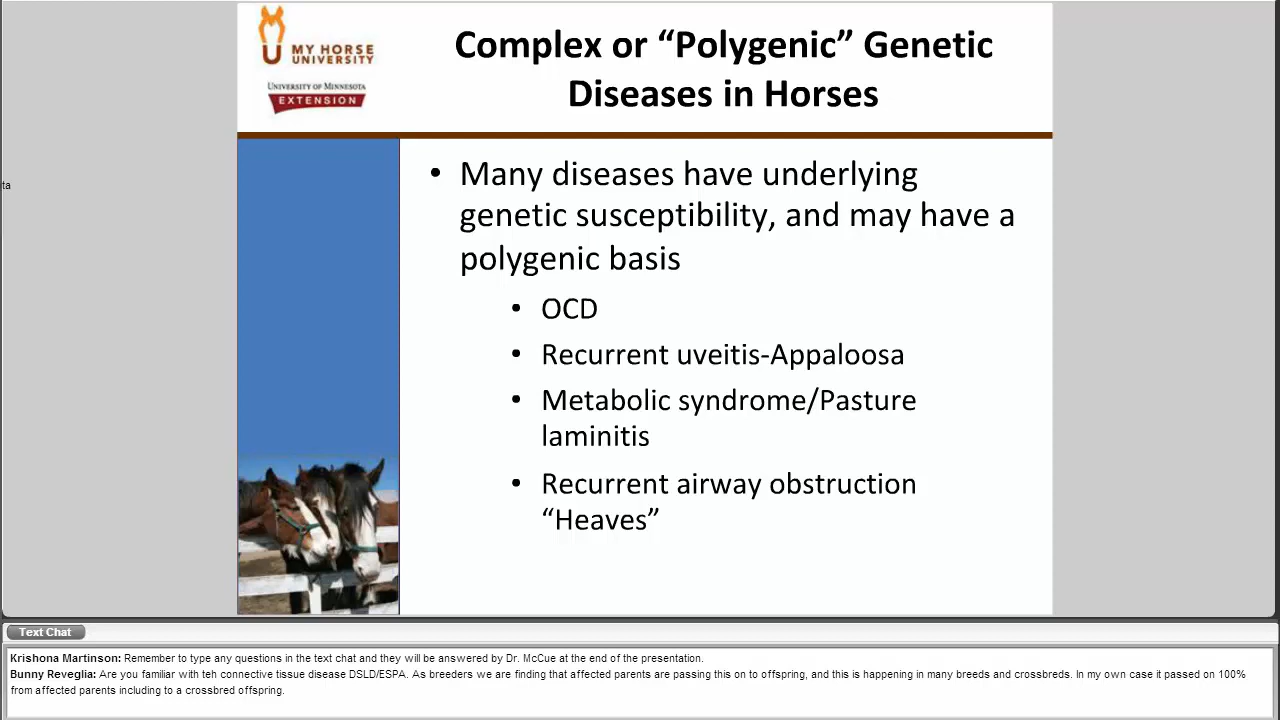 MY HORSE
UNIVERSITY
UNIVERSITY OF MINNESOTA
EXTENSION
Complex or “Polygenic” Genetic
Diseases in Horses
ta
• Many diseases have underlying
genetic susceptibility, and may have a
polygenic basis
• OCD
• Recurrent uveitis-Appaloosa
• Metabolic syndrome/Pasture
laminitis
• Recurrent airway obstruction
“Heaves”
Text Chat
Krishona Martinson: Remember to type any questions in the text chat and they will be answered by Dr. McCue at the end of the presentation.
Bunny Reveglia: Are you familiar with teh connective tissue disease DSLD/ESPA. As breeders we are finding that affected parents are passing this on to offspring, and this is happening in many breeds and crossbreds. In my own case it passed on 100%
from affected parents including to a crossbred offspring.